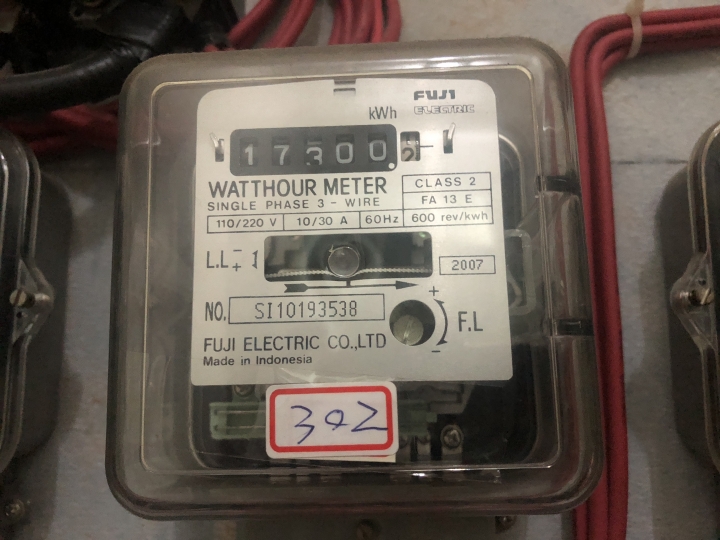 FUJI
ELECTRIC
kWh
17300.2
WATTHOUR METER
SINGLE PHASE 3 - WIRE
CLASS 2
FA 13 E
110/220 V 10/30 A 60Hz 600 rev/kwh
L.L - +
2007
+
NO. SI10193538
F.L
-
FUJI ELECTRIC CO.,LTD
Made in Indonesia
302